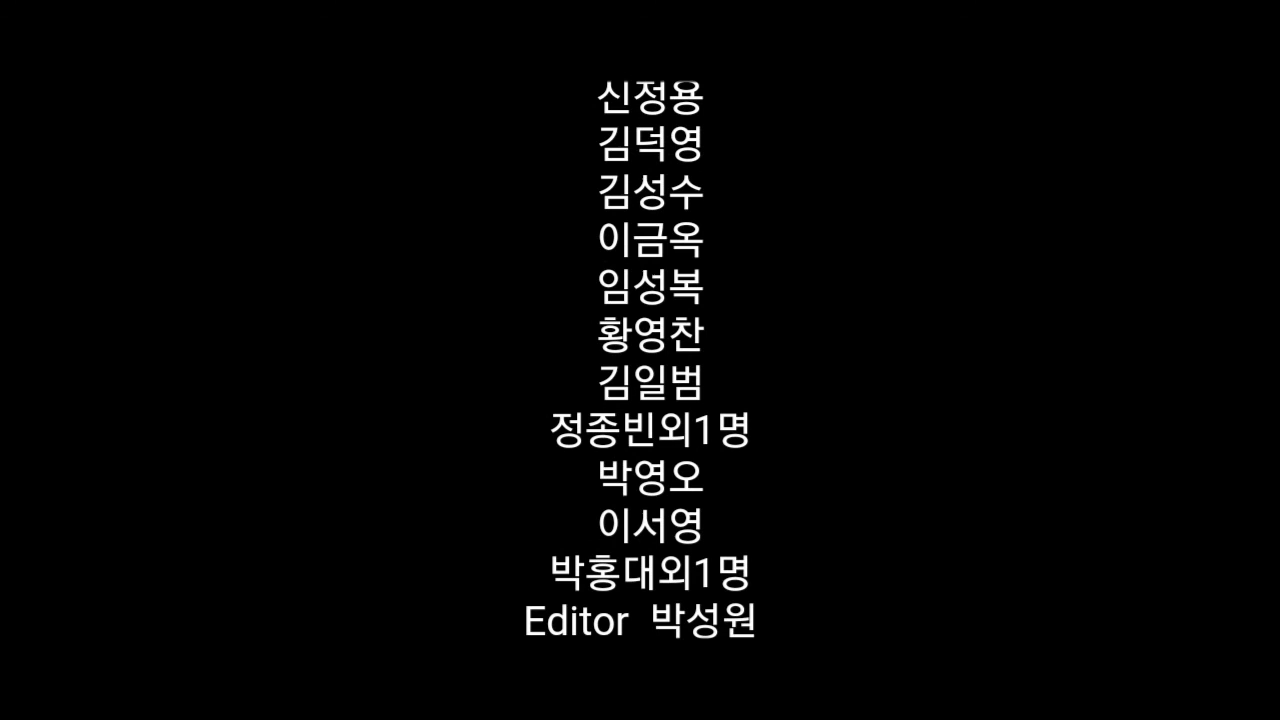 신정용
김덕영
김성수
이금옥
임성복
황영찬
김일범
정종빈외1명
박영오
이서영
박홍대외1명
Editor 박성원